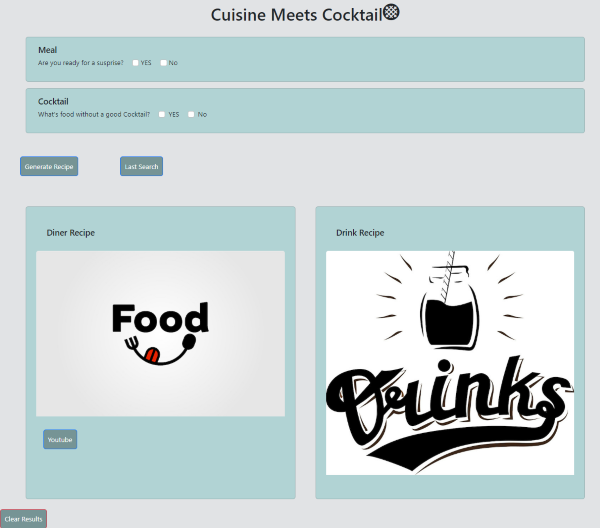 Cuisine Meets Cocktail
Meal
Are you ready for a susprise? YES No
Cocktail
What's food without a good Cocktail? YES No
Generate Recipe Last Search
Diner Recipe
Food
Youtube
Drink Recipe
Drinks
Clear Results